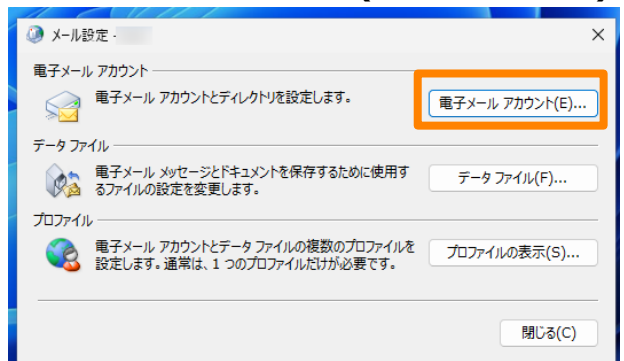 メール設定 -
電子メール アカウント
電子メール アカウントとディレクトリを設定します。
電子メール アカウント(E)...
データ ファイル
電子メール メッセージとドキュメントを保存するために使用す
るファイルの設定を変更します。
データ ファイル(F)...
プロファイル
電子メール アカウントとデータ ファイルの複数のプロファイルを
設定します。通常は、1 つのプロファイルだけが必要です。
プロファイルの表示(S)...
閉じる(C)